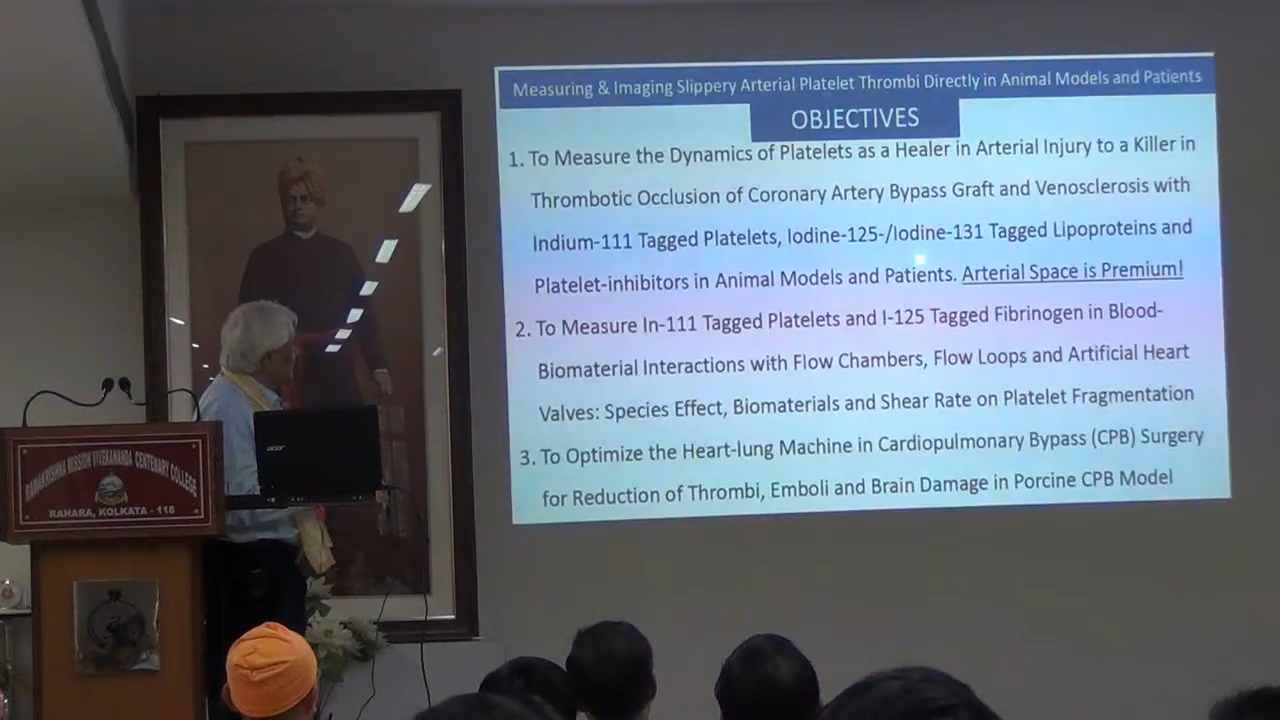 Measuring & Imaging Slippery Arterial Platelet Thrombi Directly in Animal Models and Patients
OBJECTIVES
1. To Measure the Dynamics of Platelets as a Healer in Arterial Injury to a Killer in
Thrombotic Occlusion of Coronary Artery Bypass Graft and Venosclerosis with
Indium-111 Tagged Platelets, Iodine-125-/Iodine-131 Tagged Lipoproteins and
Platelet-inhibitors in Animal Models and Patients. Arterial Space is Premium!
2. To Measure In-111 Tagged Platelets and I-125 Tagged Fibrinogen in Blood-
Biomaterial Interactions with Flow Chambers, Flow Loops and Artificial Heart
Valves: Species Effect, Biomaterials and Shear Rate on Platelet Fragmentation
3. To Optimize the Heart-lung Machine in Cardiopulmonary Bypass (CPB) Surgery
for Reduction of Thrombi, Emboli and Brain Damage in Porcine CPB Model
acer
RAMAKRISHNA MISSION VIVEKANANDA CENTENARY COLLEGE
RAHARA, KOLKATA - 118